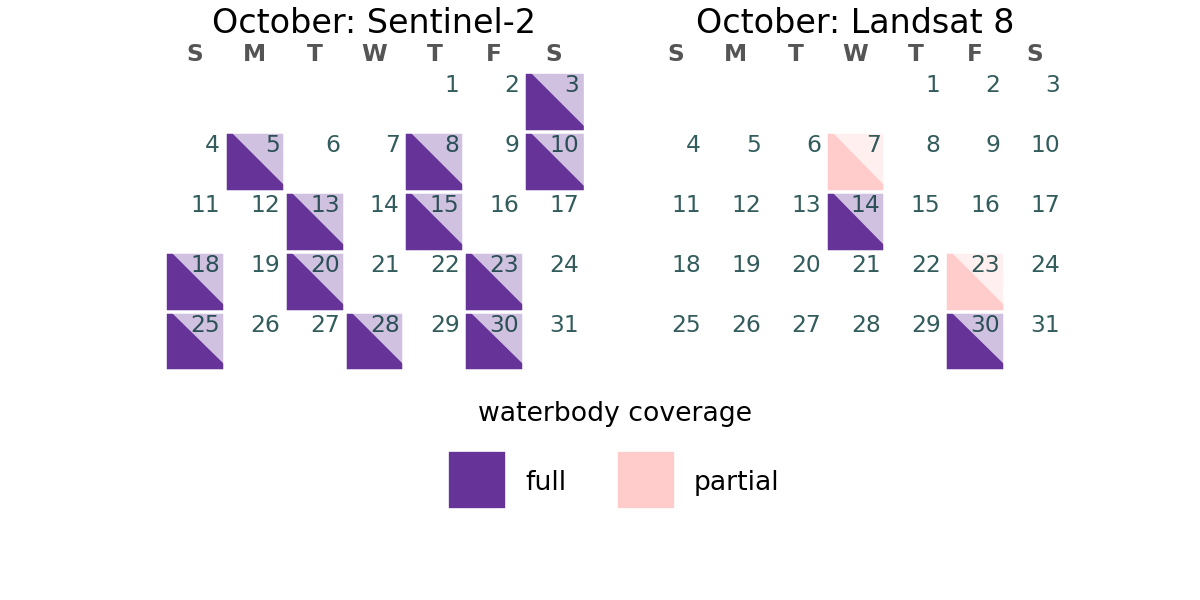 October: Sentinel-2
S M T W T F S
1 2 3
4 5 6 7 8 9 10
11 12 13 14 15 16 17
18 19 20 21 22 23 24
25 26 27 28 29 30 31
October: Landsat 8
S M T W T F S
1 2 3
4 5 6 7 8 9 10
11 12 13 14 15 16 17
18 19 20 21 22 23 24
25 26 27 28 29 30 31
waterbody coverage
full
partial